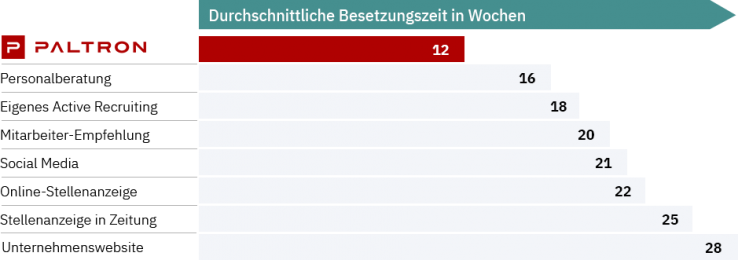 Durchschnittliche Besetzungszeit in Wochen
P PALTRON 12
Personalberatung 16
Eigenes Active Recruiting 18
Mitarbeiter-Empfehlung 20
Social Media 21
Online-Stellenanzeige 22
Stellenanzeige in Zeitung 25
Unternehmenswebsite 28